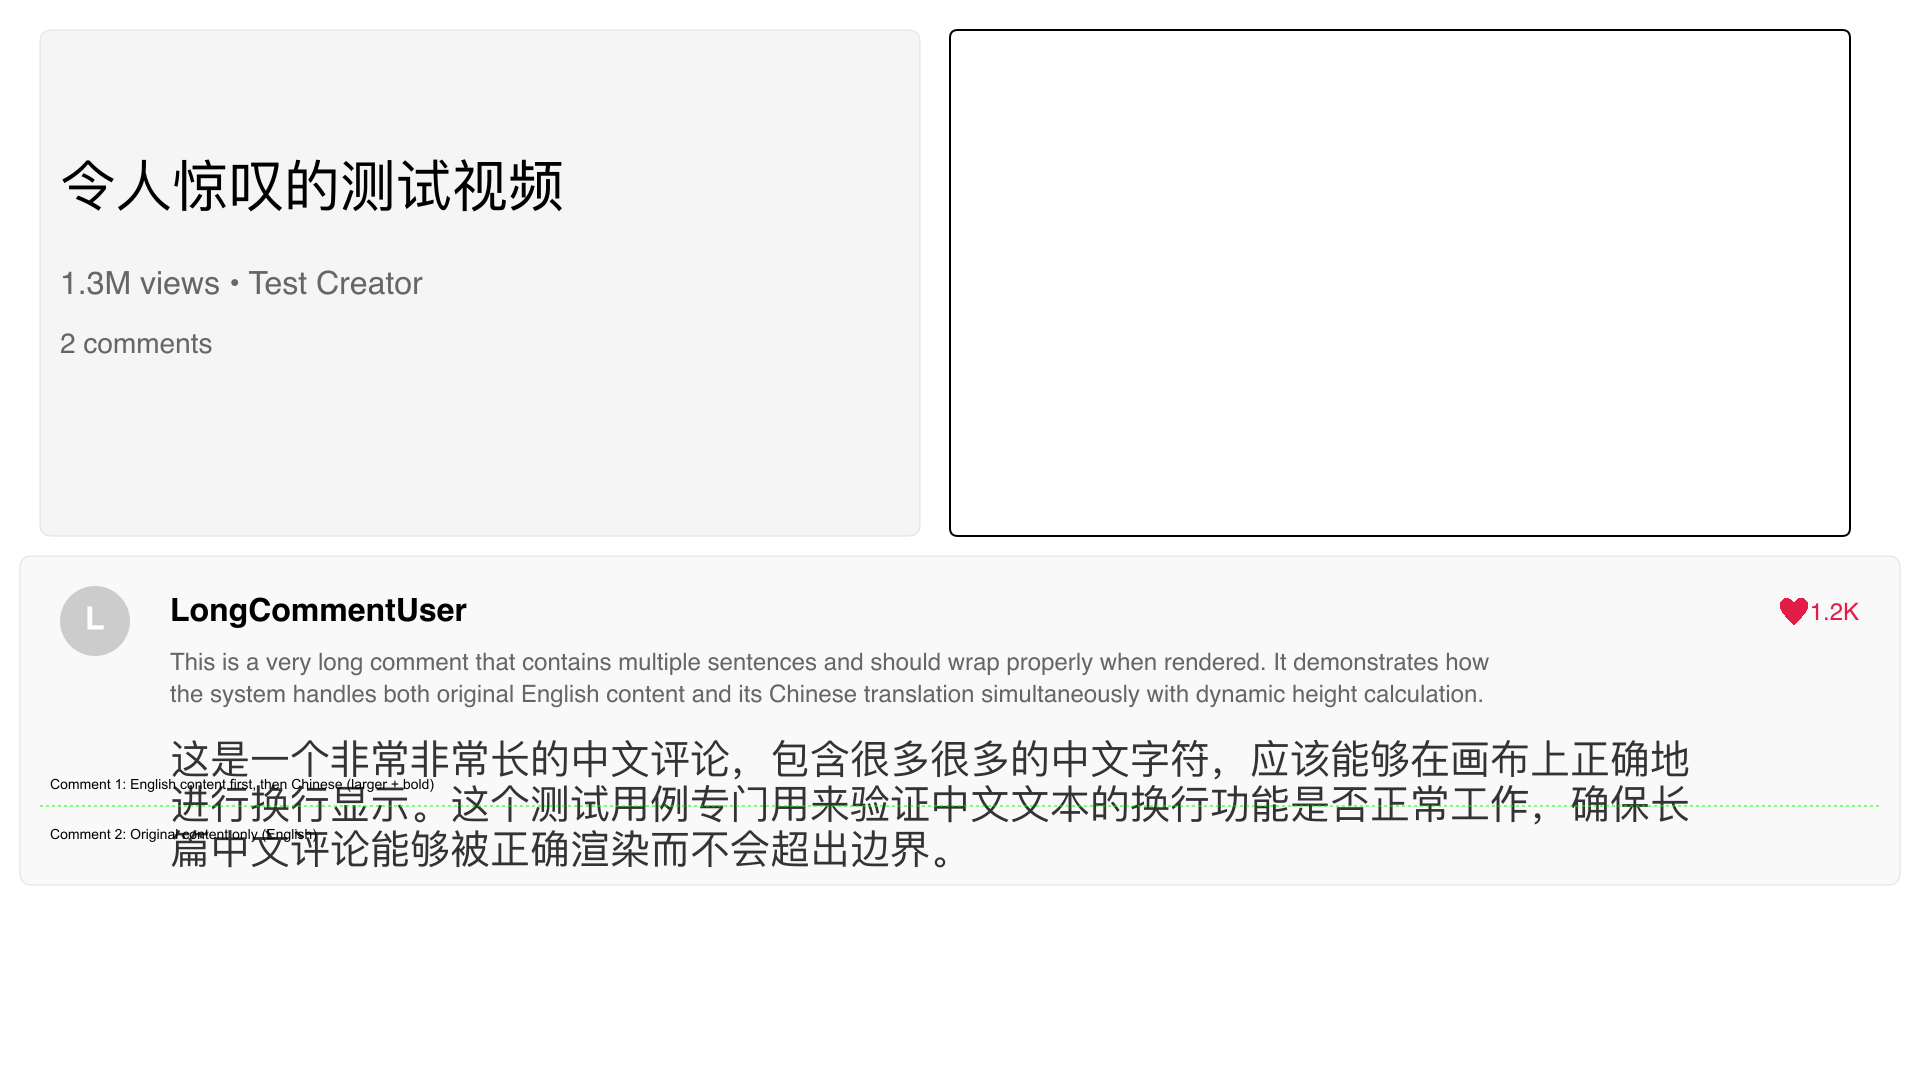 令人惊叹的测试视频
1.3M views • Test Creator
2 comments
L
LongCommentUser
1.2K
This is a very long comment that contains multiple sentences and should wrap properly when rendered. It demonstrates how
the system handles both original English content and its Chinese translation simultaneously with dynamic height calculation.
这是一个非常非常长的中文评论，包含很多很多的中文字符，应该能够在画布上正确地
Comment 1: English content first, then Chinese (larger + bold)
进行换行显示。这个测试用例专门用来验证中文文本的换行功能是否正常工作，确保长
Comment 2: Original content only (English)
篇中文评论能够被正确渲染而不会超出边界。